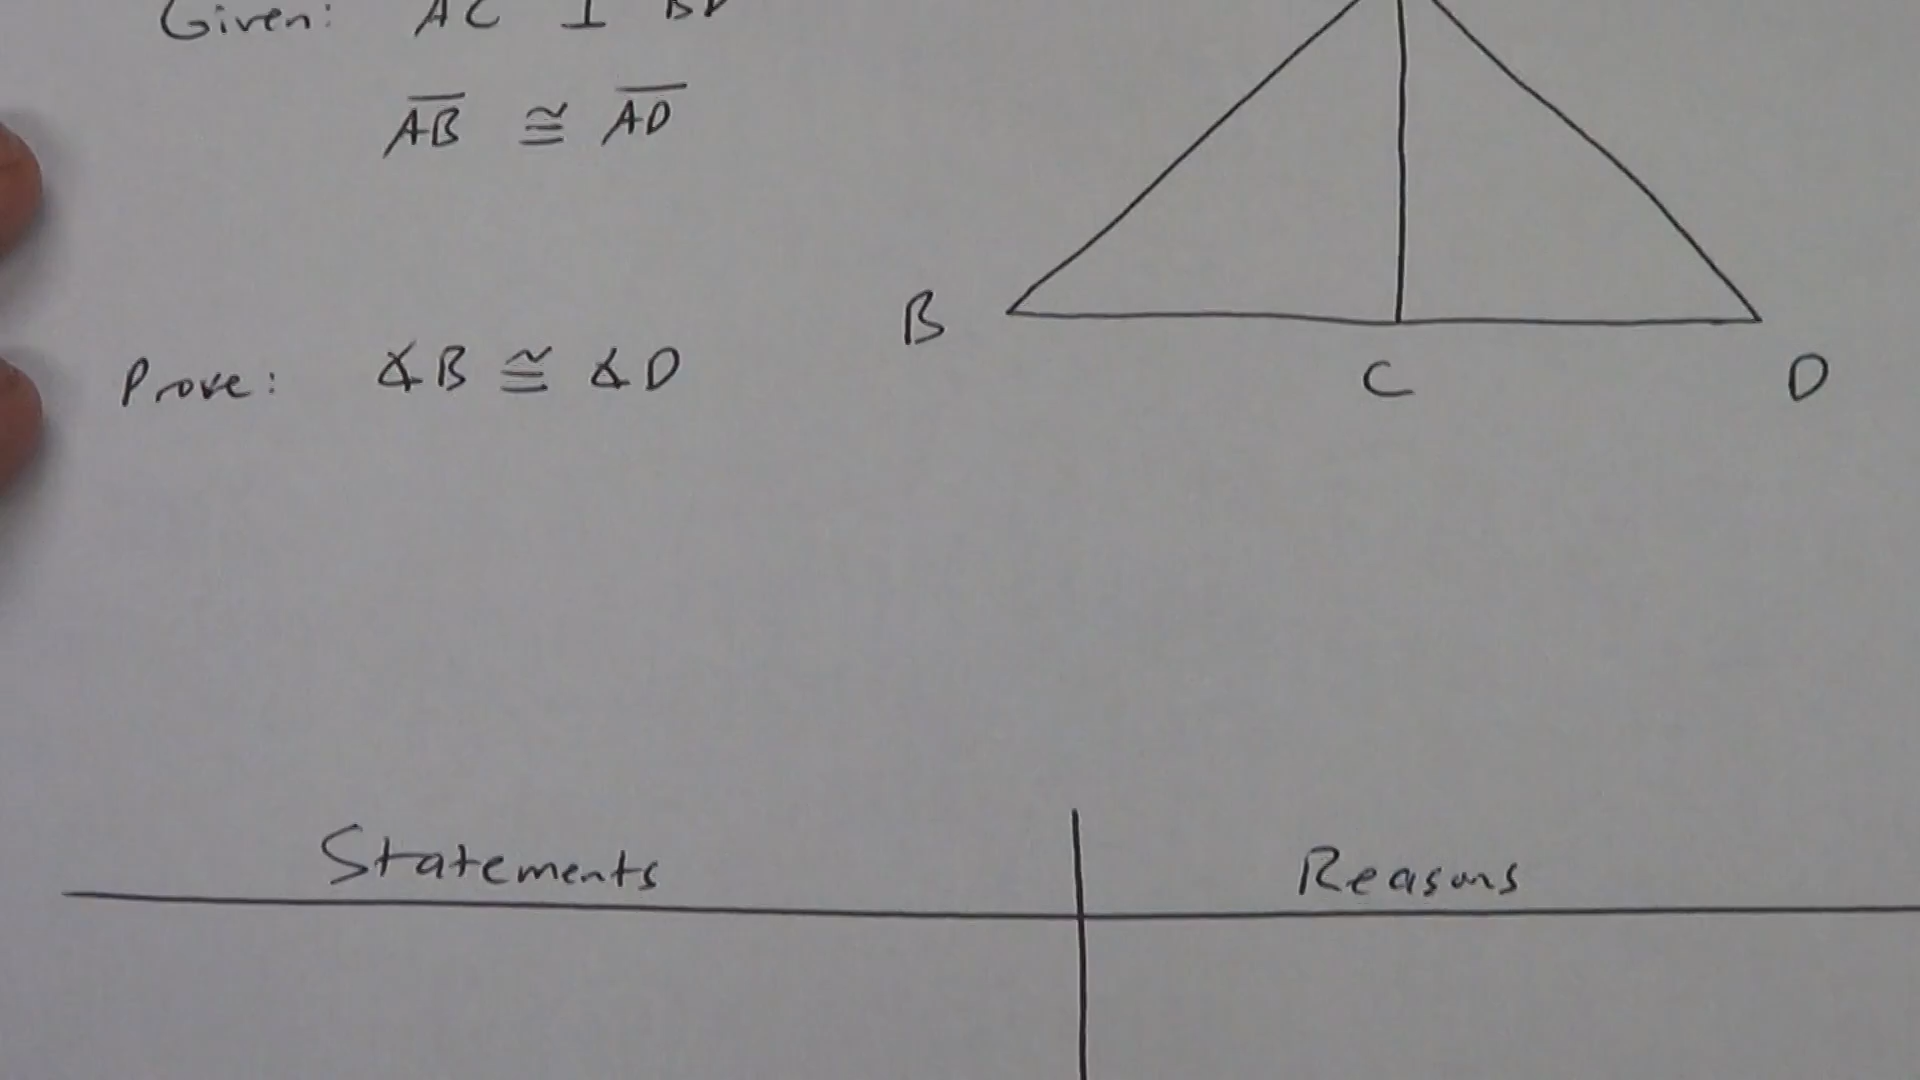 Given: AC ⊥ BD
AB ≅ AD
Prove: ∡B ≅ ∡D
B
C
D
Statements
Reasons